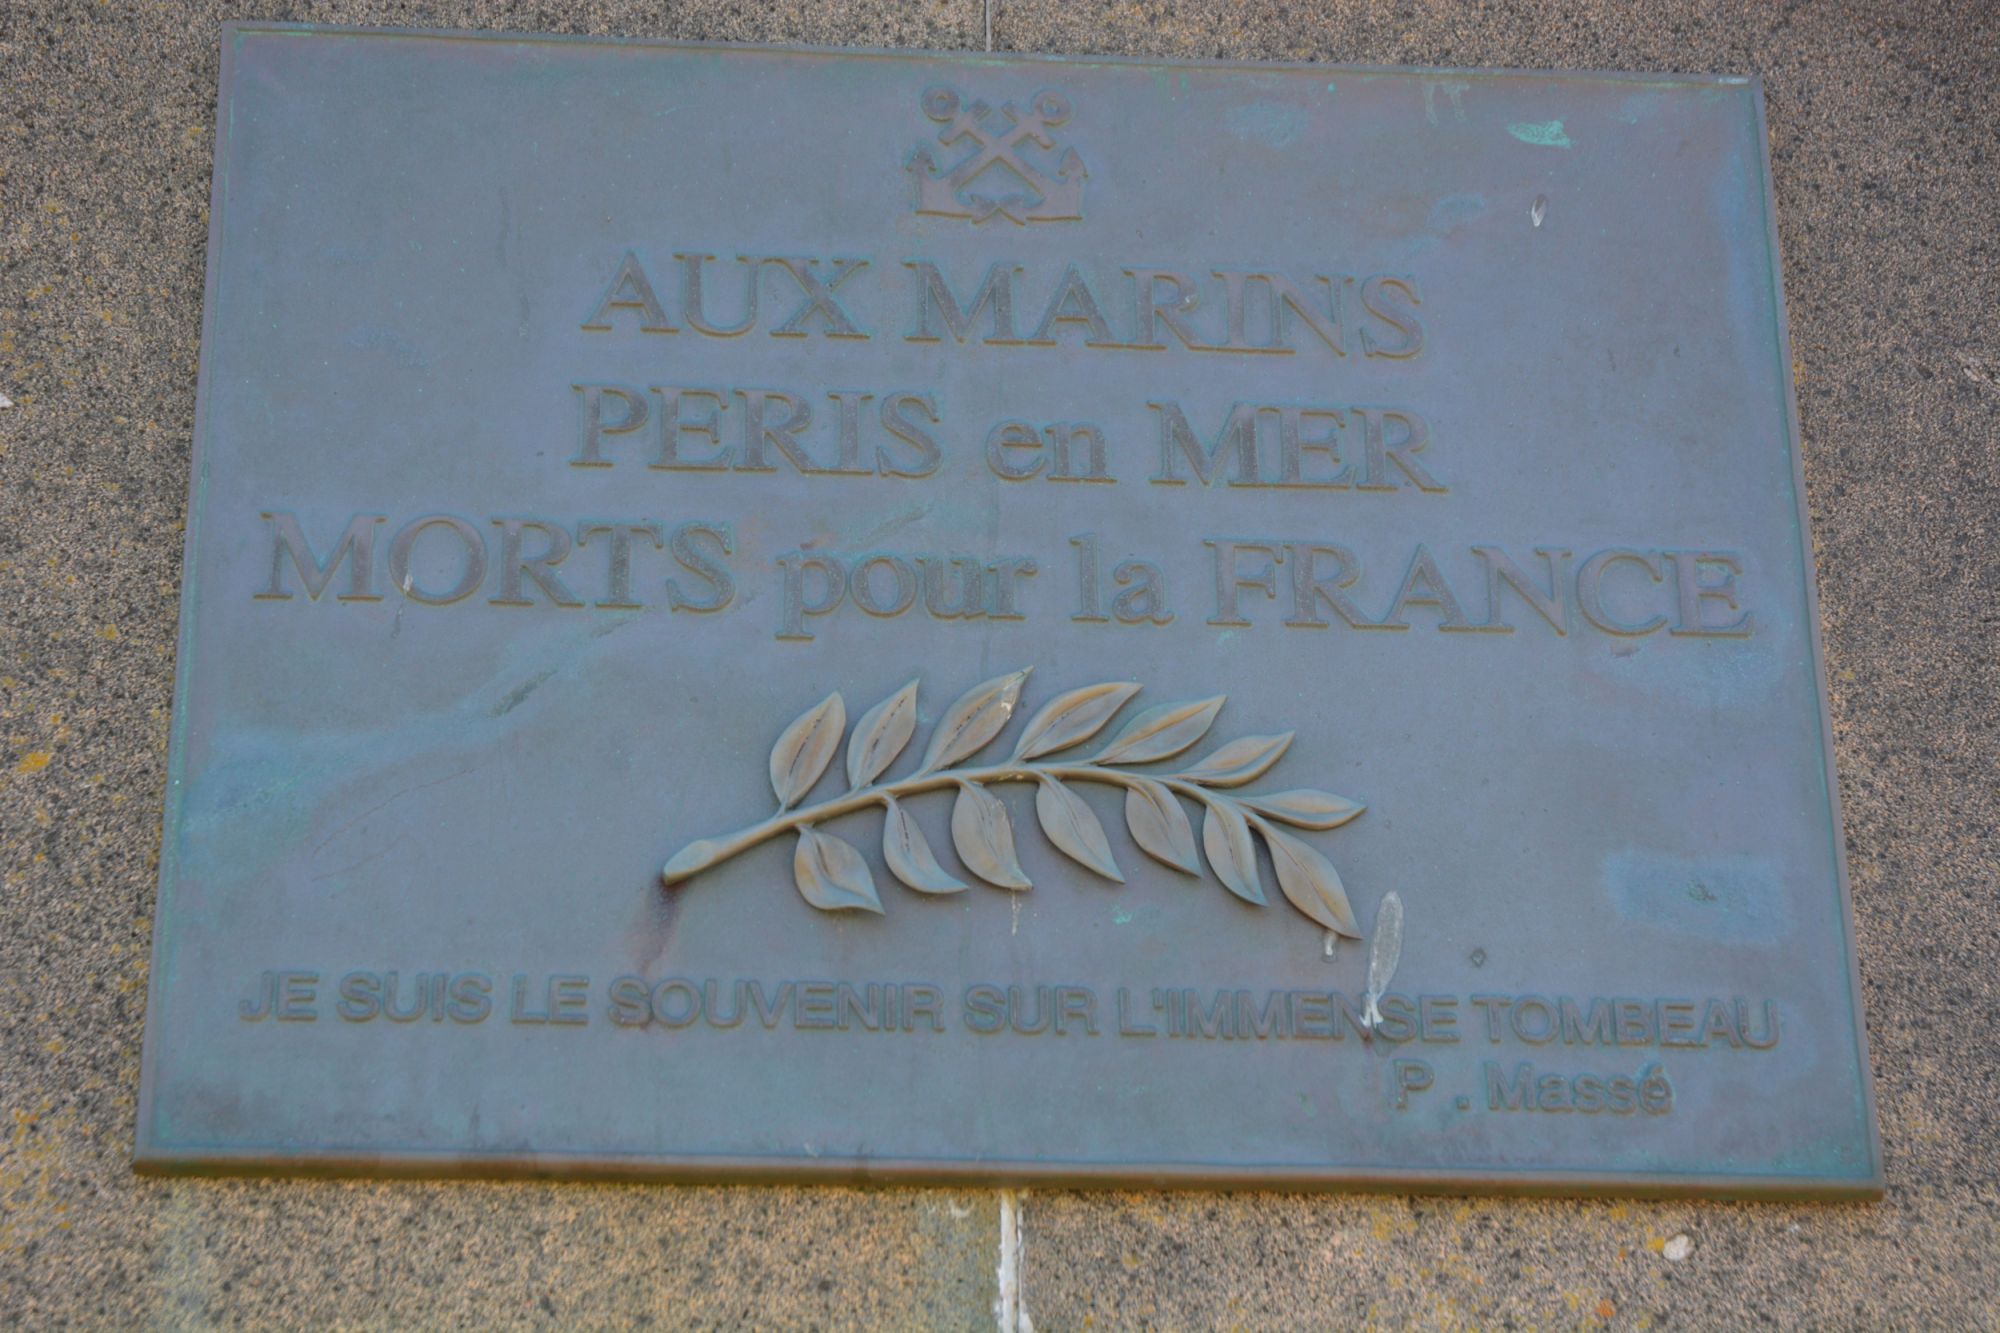 AUX MARINS
PERIS en MER
MORTS pour la FRANCE
JE SUIS LE SOUVENIR SUR L'IMMENSE TOMBEAU
P . Massé